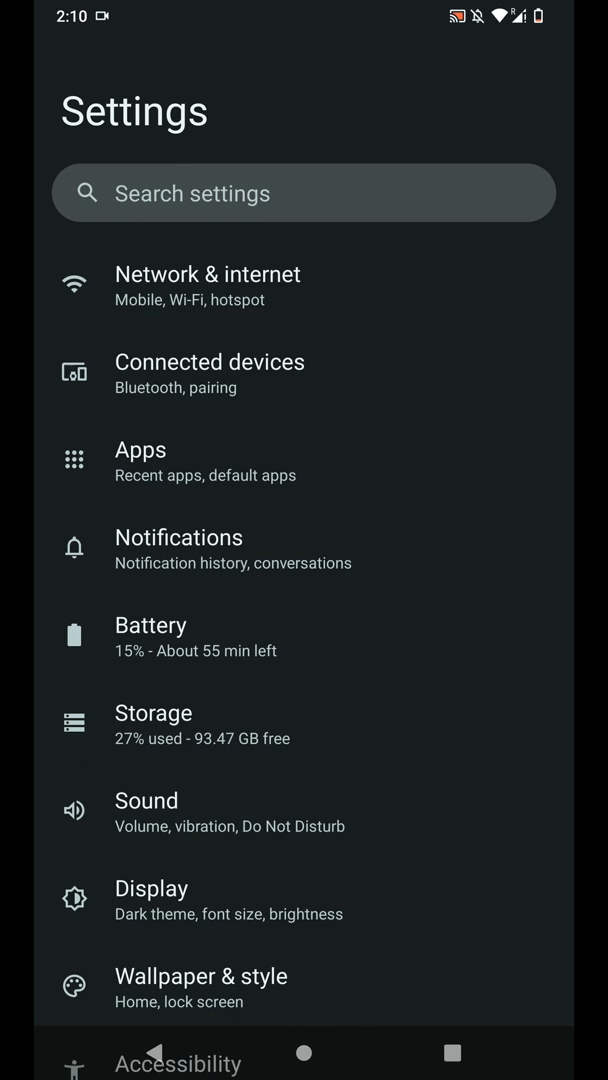 2:10
R
Settings
Search settings
Network & internet
Mobile, Wi-Fi, hotspot
Connected devices
Bluetooth, pairing
Apps
Recent apps, default apps
Notifications
Notification history, conversations
Battery
15% - About 55 min left
Storage
27% used - 93.47 GB free
Sound
Volume, vibration, Do Not Disturb
Display
Dark theme, font size, brightness
Wallpaper & style
Home, lock screen
Accessibility